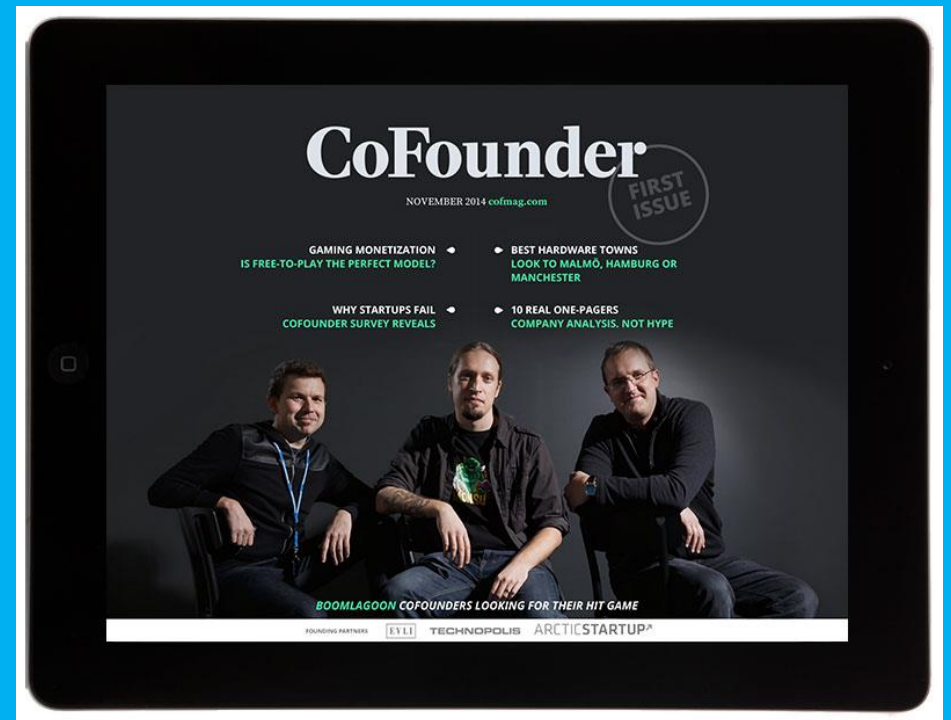 CoFounder
FIRST
ISSUE
NOVEMBER 2014 cofmag.com
GAMING MONETIZATION
IS FREE-TO-PLAY THE PERFECT MODEL?
WHY STARTUPS FAIL
COFOUNDER SURVEY REVEALS
BEST HARDWARE TOWNS
LOOK TO MALMÖ, HAMBURG OR
MANCHESTER
10 REAL ONE-PAGERS
COMPANY ANALYSIS. NOT HYPE
BOOMLAGOON COFOUNDERS LOOKING FOR THEIR HIT GAME
FOUNDING PARTNERS EVLI TECHNOPOLIS ARCTICSTARTUP